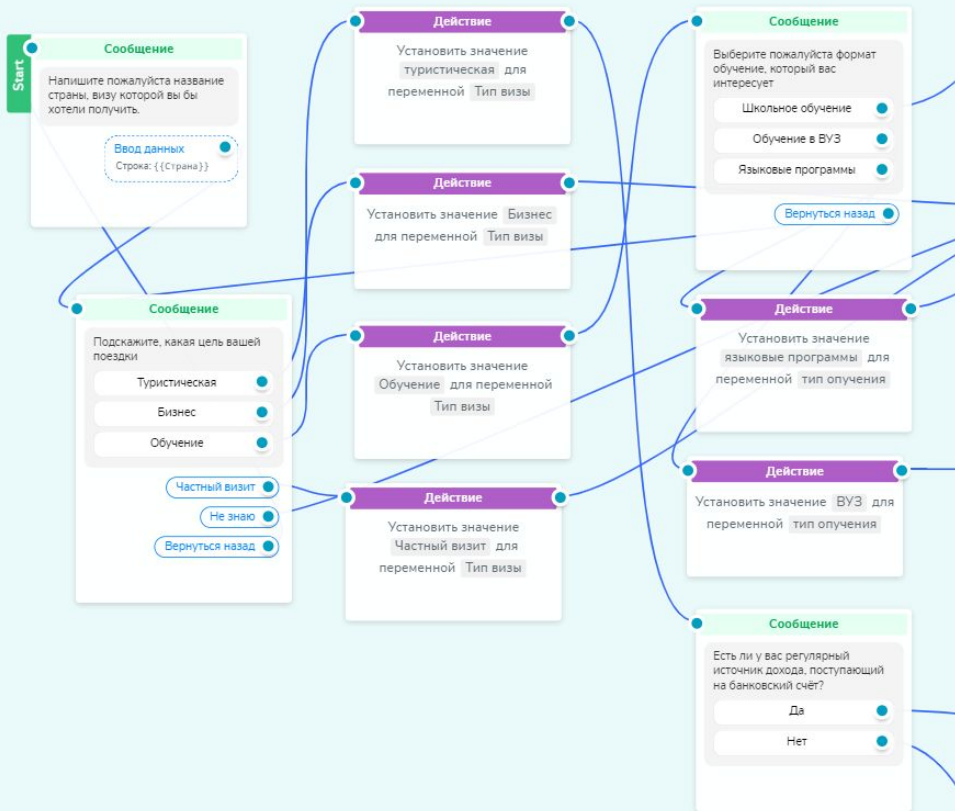 Start
Сообщение
Напишите пожалуйста название
страны, визу которой вы бы
хотели получить.
Ввод данных
Строка: {{Страна}}
Сообщение
Подскажите, какая цель вашей
поездки
Туристическая
Бизнес
Обучение
Частный визит
Не знаю
Вернуться назад
Действие
Установить значение
туристическая для
переменной Тип визы
Действие
Установить значение Бизнес
для переменной Тип визы
Действие
Установить значение
Обучение для переменной
Тип визы
Действие
Установить значение
Частный визит для
переменной Тип визы
Сообщение
Выберите пожалуйста формат
обучение, который вас
интересует
Школьное обучение
Обучение в ВУЗ
Языковые программы
Вернуться назад
Действие
Установить значение
языковые программы для
переменной тип опучения
Действие
Установить значение ВУЗ для
переменной тип опучения
Сообщение
Есть ли у вас регулярный
источник дохода, поступающий
на банковский счёт?
Да
Нет